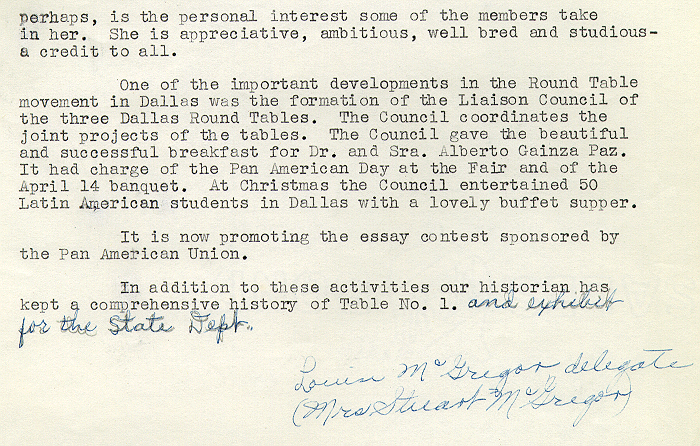 perhaps, is the personal interest some of the members take
in her. She is appreciative, ambitious, well bred and studious-
a credit to all.
One of the important developments in the Round Table
movement in Dallas was the formation of the Liaison Council of
the three Dallas Round Tables. The Council coordinates the
joint projects of the tables. The Council gave the beautiful
and successful breakfast for Dr. and Sra. Alberto Gainza Paz.
It had charge of the Pan American Day at the Fair and of the
April 14 banquet. At Christmas the Council entertained 50
Latin American students in Dallas with a lovely buffet supper.
It is now promoting the essay contest sponsored by
the Pan American Union.
In addition to these activities our historian has
kept a comprehensive history of Table No. 1. and exhibit
for the State Dept.
McGregor delegate
(Mrs Stuart McGregor)